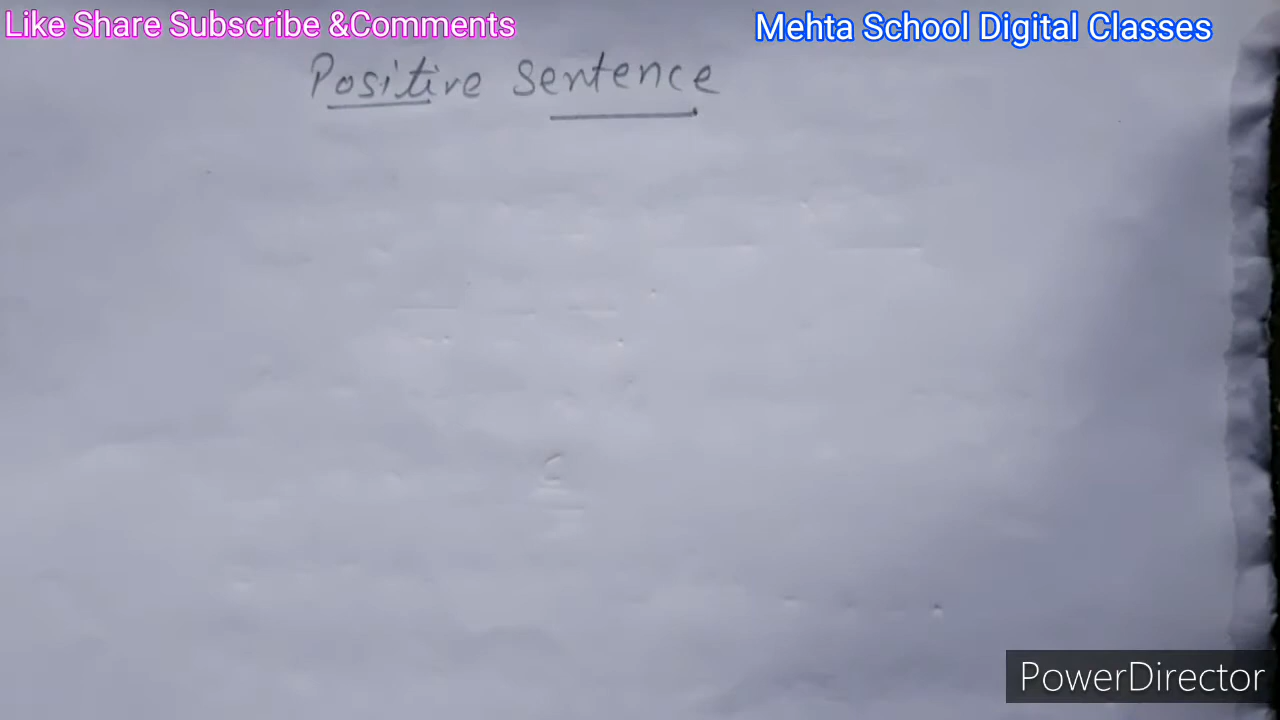 Like Share Subscribe &Comments
Mehta School Digital Classes
Positive Sentence
PowerDirector